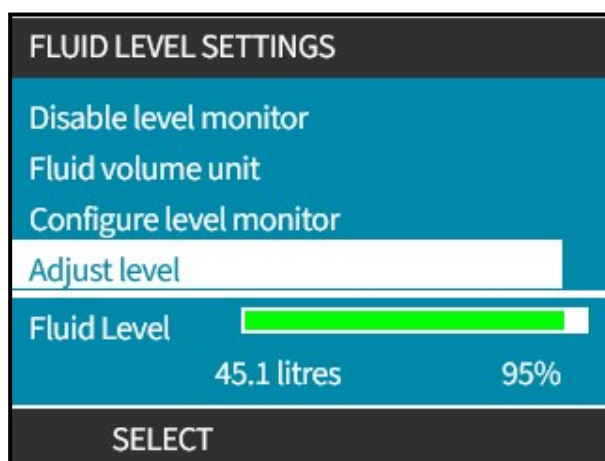 FLUID LEVEL SETTINGS
Disable level monitor
Fluid volume unit
Configure level monitor
Adjust level
Fluid Level
45.1 litres 95%
SELECT